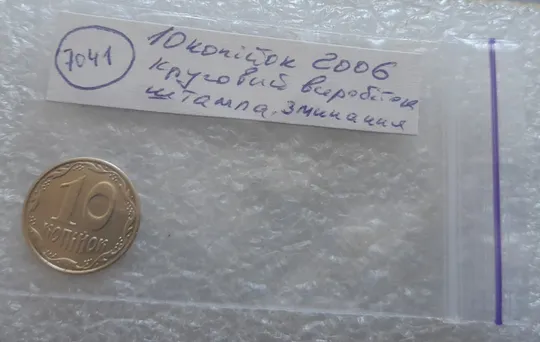 7041
10 копійок 2006
круговий виробіток
штампа, зминання
10
КОПІЙОК